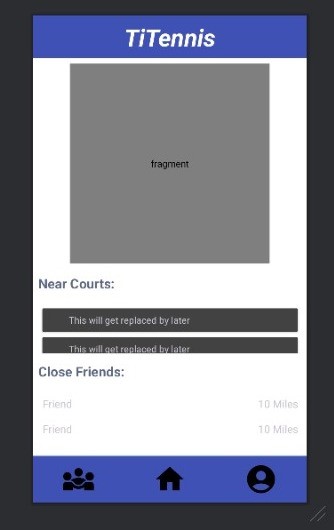 TiTennis
fragment
Near Courts:
This will get replaced by later
This will get replaced by later
Close Friends:
Friend 10 Miles
Friend 10 Miles